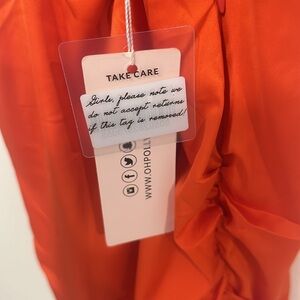 TAKE CARE
Girls, please note we
do not accept returns
if this tag is removed!
WWW.OHPOLLY